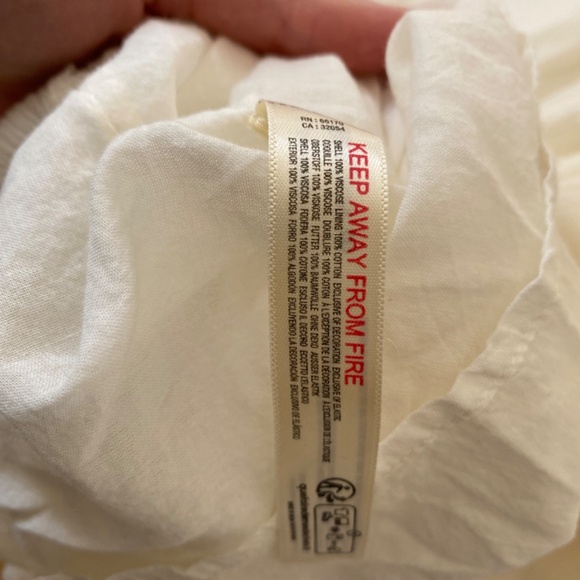 RN : 66170
CA : 32054
KEEP AWAY FROM FIRE
SHELL 100% VISCOSE LINING 100% COTTON EXCLUSIVE OF DECORATION EXCLUSIVE OF ELASTIC
COQUILLE 100% VISCOSE DOUBLURE 100% COTON À L'EXCEPTION DE LA DÉCORATION À L'EXCLUSION DE L'ÉLASTIQUE
OBERSTOFF 100% VISKOSE FUTTER 100% BAUMWOLLE OHNE DEKO AUSSER ELASTIK
SHELL 100% VISCOSA FODERA 100% COTONE ESCLUSO IL DECORO ECCETTO L'ELASTICO
EXTERIOR 100% VISCOSA FORRO 100% ALGODÓN EXCLUYENDO LA DECORACIÓN EXCLUSIVO DE ELÁSTICO